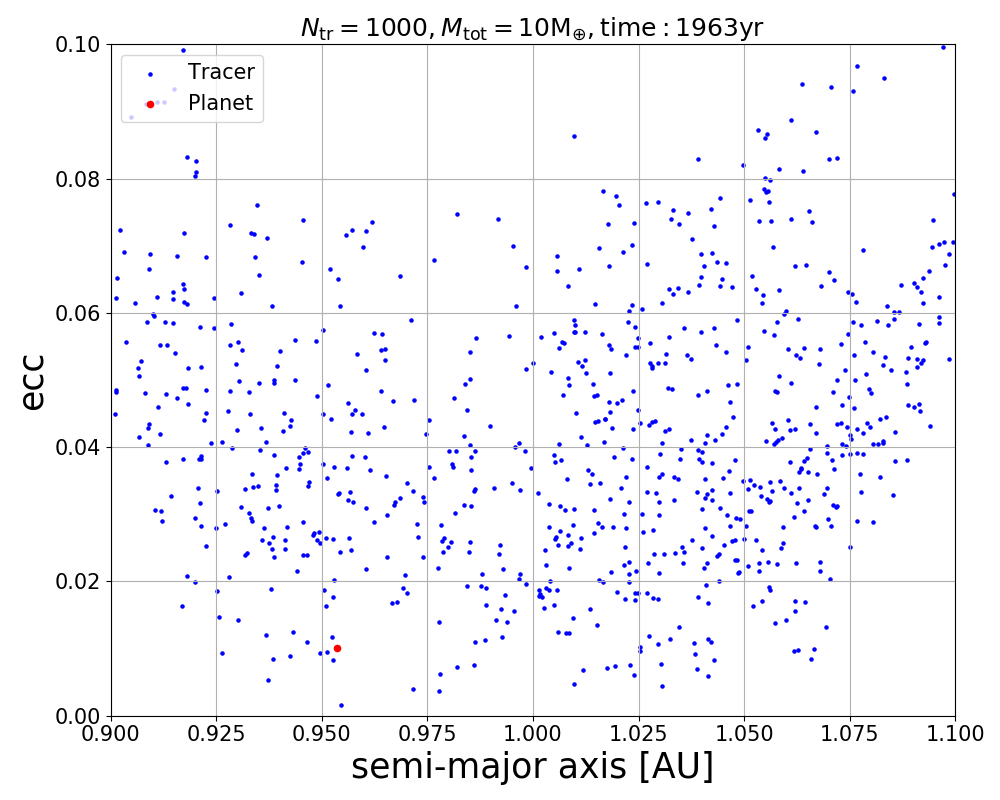 N_tr = 1000, M_tot = 10M_⊕, time : 1963yr
Tracer
Planet
ecc
0.10
0.08
0.06
0.04
0.02
0.00
0.900 0.925 0.950 0.975 1.000 1.025 1.050 1.075 1.100
semi-major axis [AU]